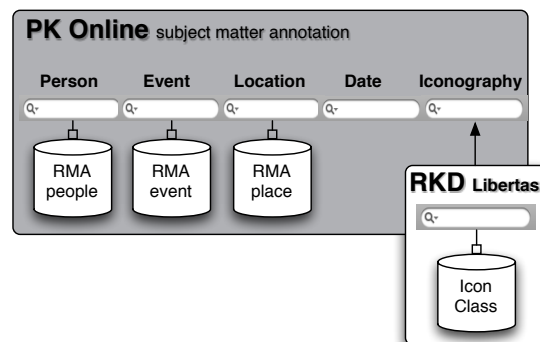 PK Online subject matter annotation
Person Event Location Date Iconography
RMA people
RMA event
RMA place
RKD Libertas
Icon Class